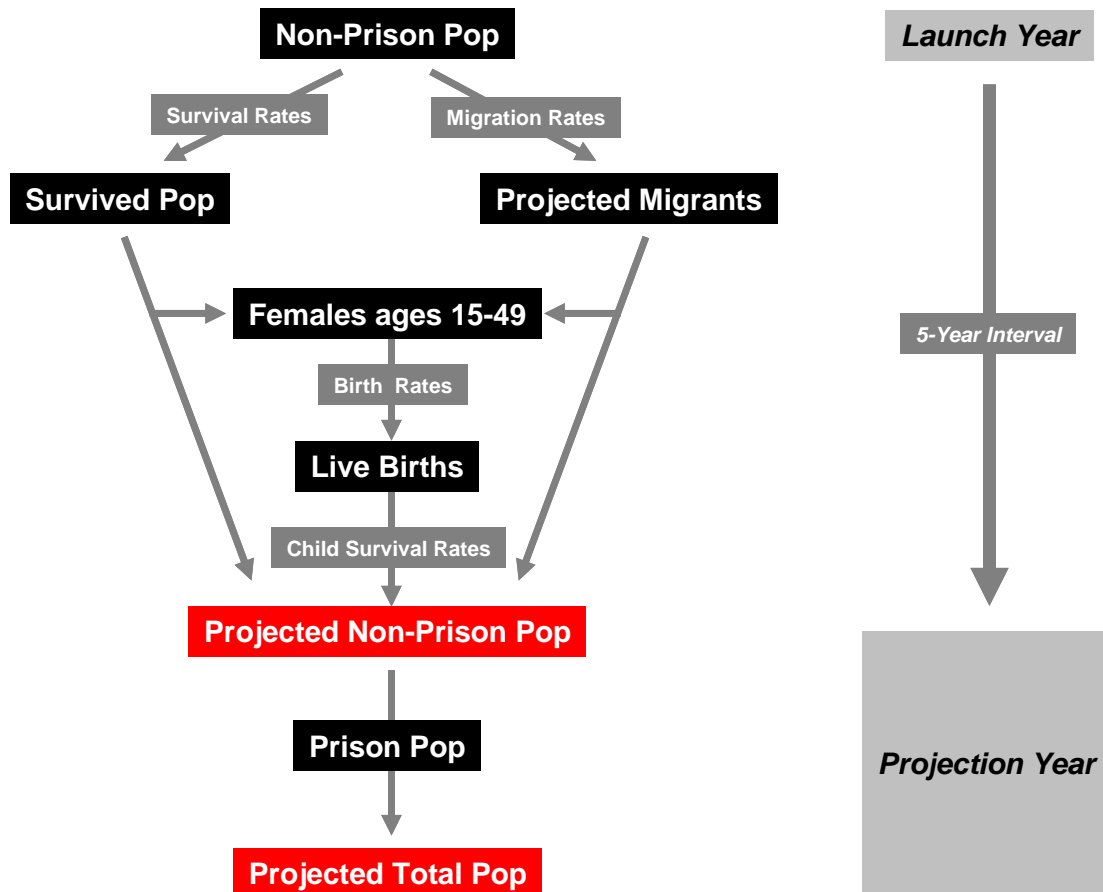 Non-Prison Pop
Launch Year
Survival Rates
Migration Rates
Survived Pop
Projected Migrants
Females ages 15-49
5-Year Interval
Birth  Rates
Live Births
Child Survival Rates
Projected Non-Prison Pop
Prison Pop
Projection Year
Projected Total Pop